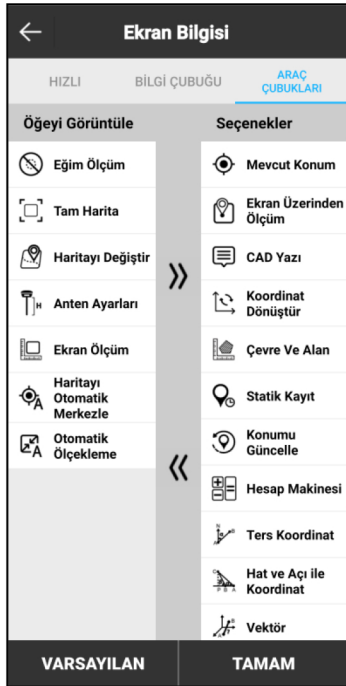 Ekran Bilgisi
HIZLI
BİLGİ ÇUBUĞU
ARAÇ
ÇUBUKLARI
Öğeyi Görüntüle
Eğim Ölçüm
Tam Harita
Haritayı Değiştir
Anten Ayarları
Ekran Ölçüm
Haritayı
Otomatik
Merkezle
Otomatik
Ölçekleme
Seçenekler
Mevcut Konum
Ekran Üzerinden
Ölçüm
CAD Yazı
Koordinat
Dönüştür
Çevre Ve Alan
Statik Kayıt
Konumu
Güncelle
Hesap Makinesi
Ters Koordinat
Hat ve Açı ile
Koordinat
Vektör
VARSAYILAN
TAMAM